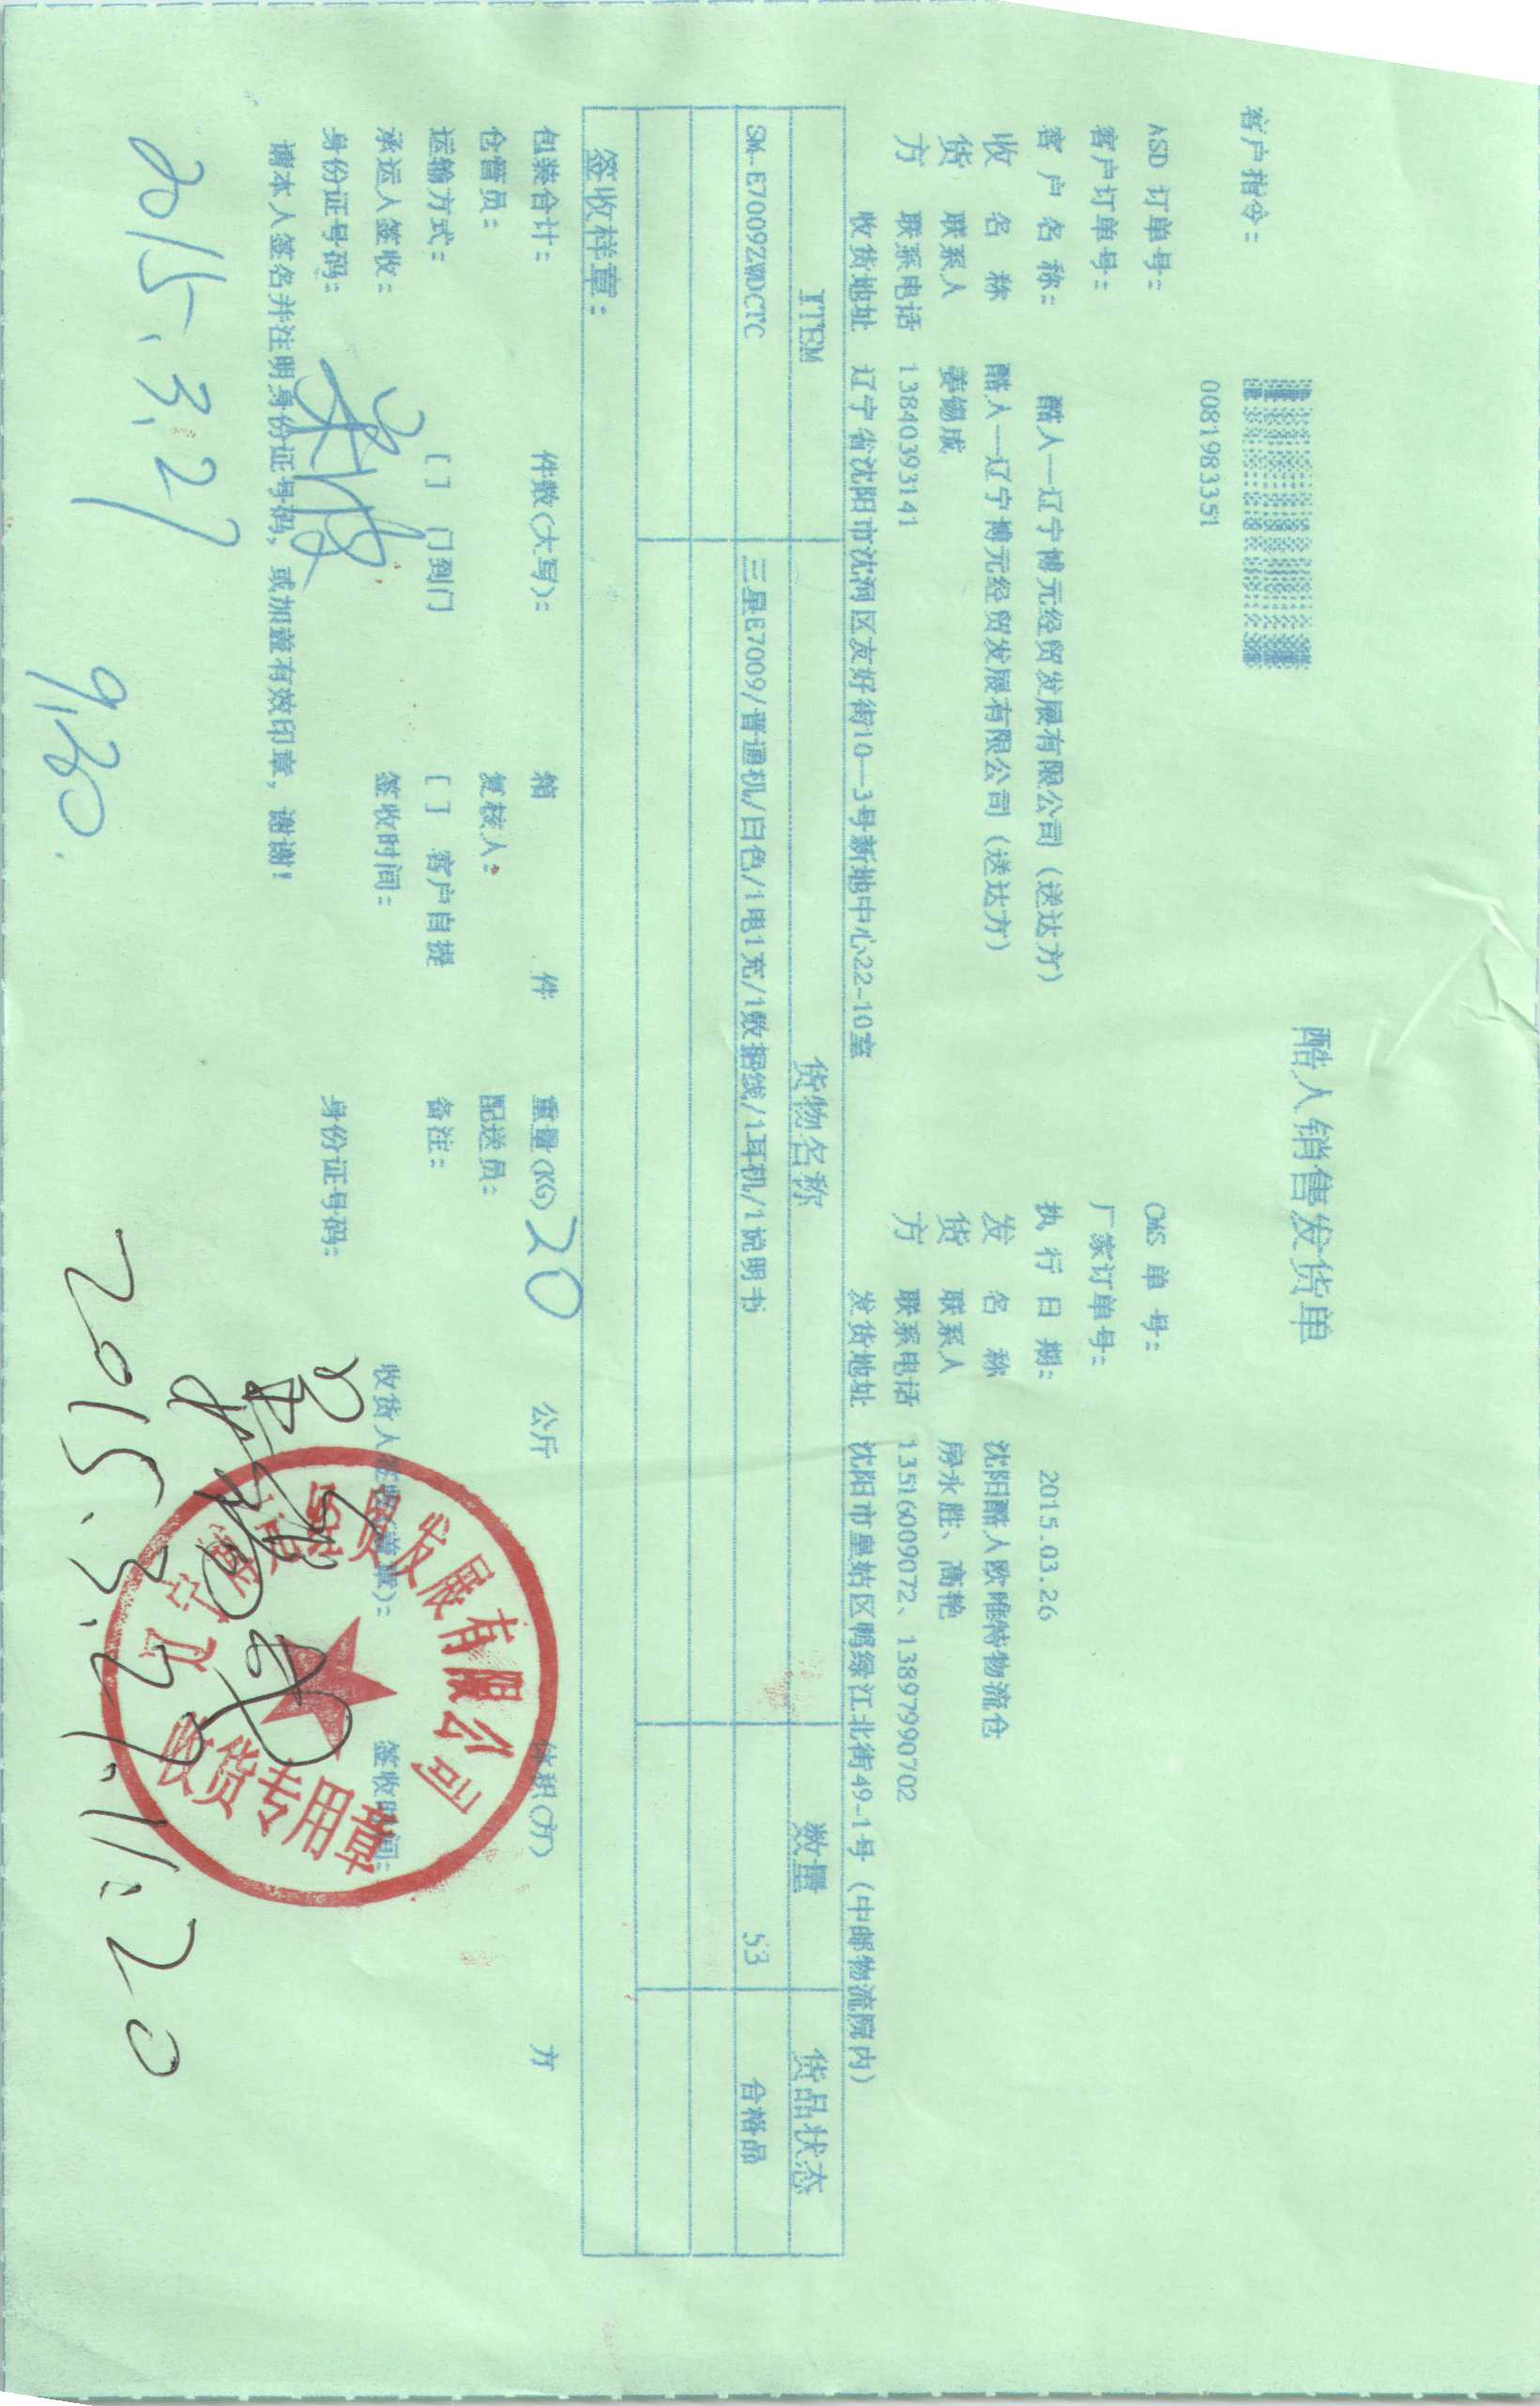 酷人销售发货单
客户指令：
0081983351
ASD 订单号： CMS 单 号：
客户订单号： 厂家订单号：
客 户 名 称： 酷人—辽宁博元经贸发展有限公司（送达方） 执 行 日 期： 2015.03.26
收 名 称 酷人—辽宁博元经贸发展有限公司（送达方） 发 名 称 沈阳酷人欧唯特物流仓
货 联系人 姜锡成 货 联系人 房永胜、高艳
方 联系电话 13840393141 方 联系电话 13516009072、13897990702
收货地址 辽宁省沈阳市沈河区友好街10—3号新地中心22-10室 发货地址 沈阳市皇姑区鸭绿江北街49-1号（中邮物流院内）
ITEM 货物名称 数量 货品状态
SM-E7009ZWDCTC 三星E7009/普通机/白色/1电1充/1数据线/1耳机/1说明书 53 合格品
签收样章：
包装合计： 件数(大写)： 箱 件 重量(KG) 20 公斤 体积(方) 方
仓管员： 复核人： 配送员：
运输方式： [ ] 门到门 [ ] 客户自提 备注：
承运人签收： 签收时间： 收货人签收(盖章)： 签收时间：
身份证号码： 身份证号码：
请本人签名并注明身份证号码，或加盖有效印章，谢谢！
辽宁博元经贸发展有限公司
收货专用章
2015.3.27
9:30.
2015.3.27.11:20